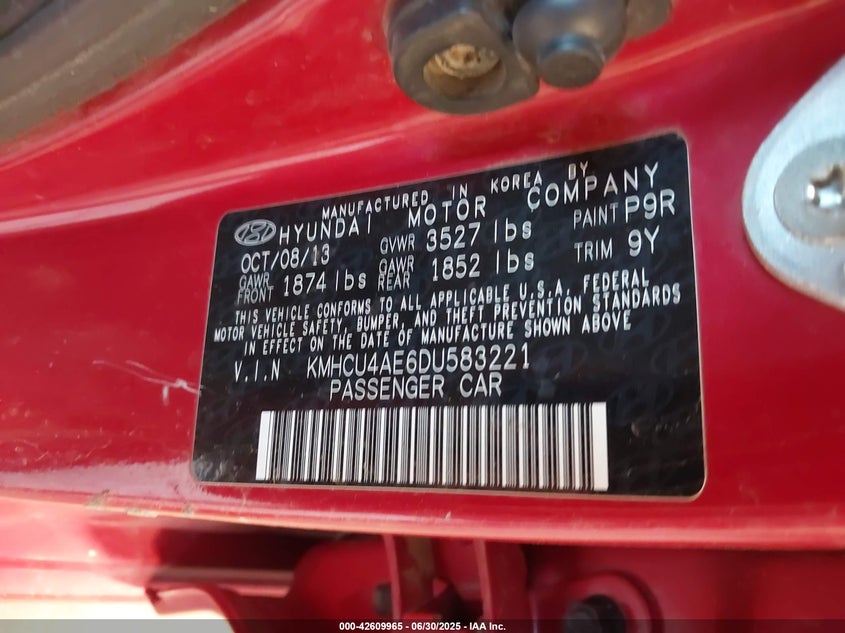 MANUFACTURED IN KOREA BY
HYUNDAI MOTOR COMPANY
OCT/08/13 GVWR 3527 lbs PAINT P9R
GAWR FRONT 1874 lbs GAWR REAR 1852 lbs TRIM 9Y
THIS VEHICLE CONFORMS TO ALL APPLICABLE U.S.A. FEDERAL
MOTOR VEHICLE SAFETY, BUMPER, AND THEFT PREVENTION STANDARDS
IN EFFECT ON THE DATE OF MANUFACTURE SHOWN ABOVE
V.I.N KMHCU4AE6DU583221
PASSENGER CAR
000-42609965 - 06/30/2025 - IAA Inc.